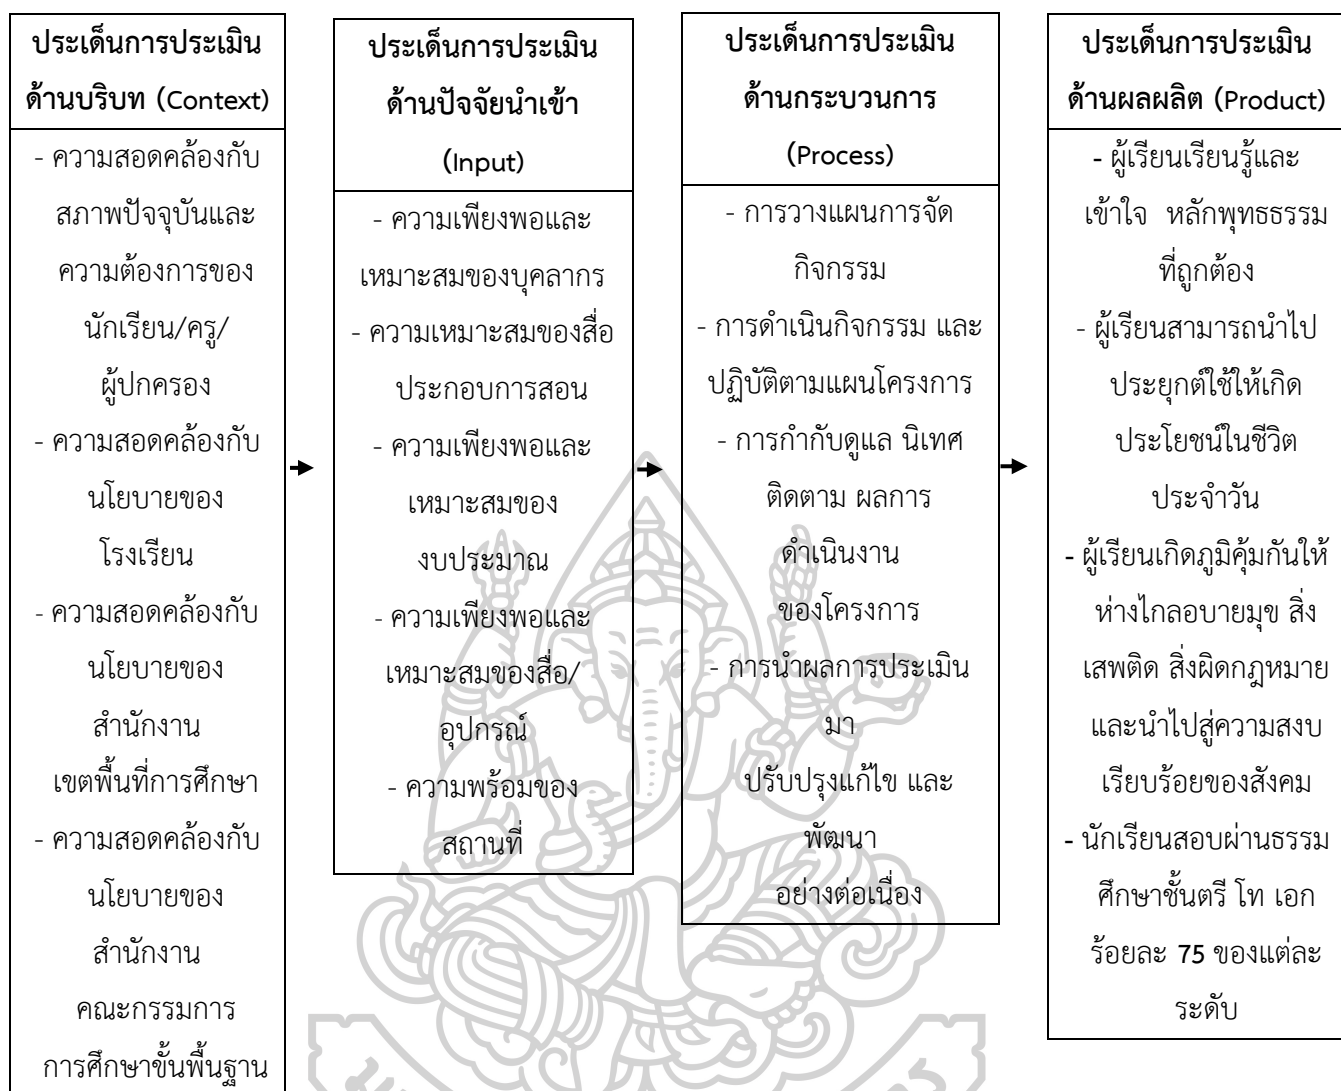 ประเด็นการประเมิน
ด้านบริบท (Context)
- ความสอดคล้องกับ
สภาพปัจจุบันและ
ความต้องการของ
นักเรียน/ครู/
ผู้ปกครอง
- ความสอดคล้องกับ
นโยบายของ
โรงเรียน
- ความสอดคล้องกับ
นโยบายของ
สำนักงาน
เขตพื้นที่การศึกษา
- ความสอดคล้องกับ
นโยบายของ
สำนักงาน
คณะกรรมการ
การศึกษาขั้นพื้นฐาน
ประเด็นการประเมิน
ด้านปัจจัยนำเข้า
(Input)
- ความเพียงพอและ
เหมาะสมของบุคลากร
- ความเหมาะสมของสื่อ
ประกอบการสอน
- ความเพียงพอและ
เหมาะสมของ
งบประมาณ
- ความเพียงพอและ
เหมาะสมของสื่อ/
อุปกรณ์
- ความพร้อมของ
สถานที่
ประเด็นการประเมิน
ด้านกระบวนการ
(Process)
- การวางแผนการจัด
กิจกรรม
- การดำเนินกิจกรรม และ
ปฏิบัติตามแผนโครงการ
- การกำกับดูแล นิเทศ
ติดตาม ผลการ
ดำเนินงาน
ของโครงการ
- การนำผลการประเมิน
มา
ปรับปรุงแก้ไข และ
พัฒนา
อย่างต่อเนื่อง
ประเด็นการประเมิน
ด้านผลผลิต (Product)
- ผู้เรียนเรียนรู้และ
เข้าใจ หลักพุทธธรรม
ที่ถูกต้อง
- ผู้เรียนสามารถนำไป
ประยุกต์ใช้ให้เกิด
ประโยชน์ในชีวิต
ประจำวัน
- ผู้เรียนเกิดภูมิคุ้มกันให้
ห่างไกลอบายมุข สิ่ง
เสพติด สิ่งผิดกฎหมาย
และนำไปสู่ความสงบ
เรียบร้อยของสังคม
- นักเรียนสอบผ่านธรรม
ศึกษาชั้นตรี โท เอก
ร้อยละ 75 ของแต่ละ
ระดับ